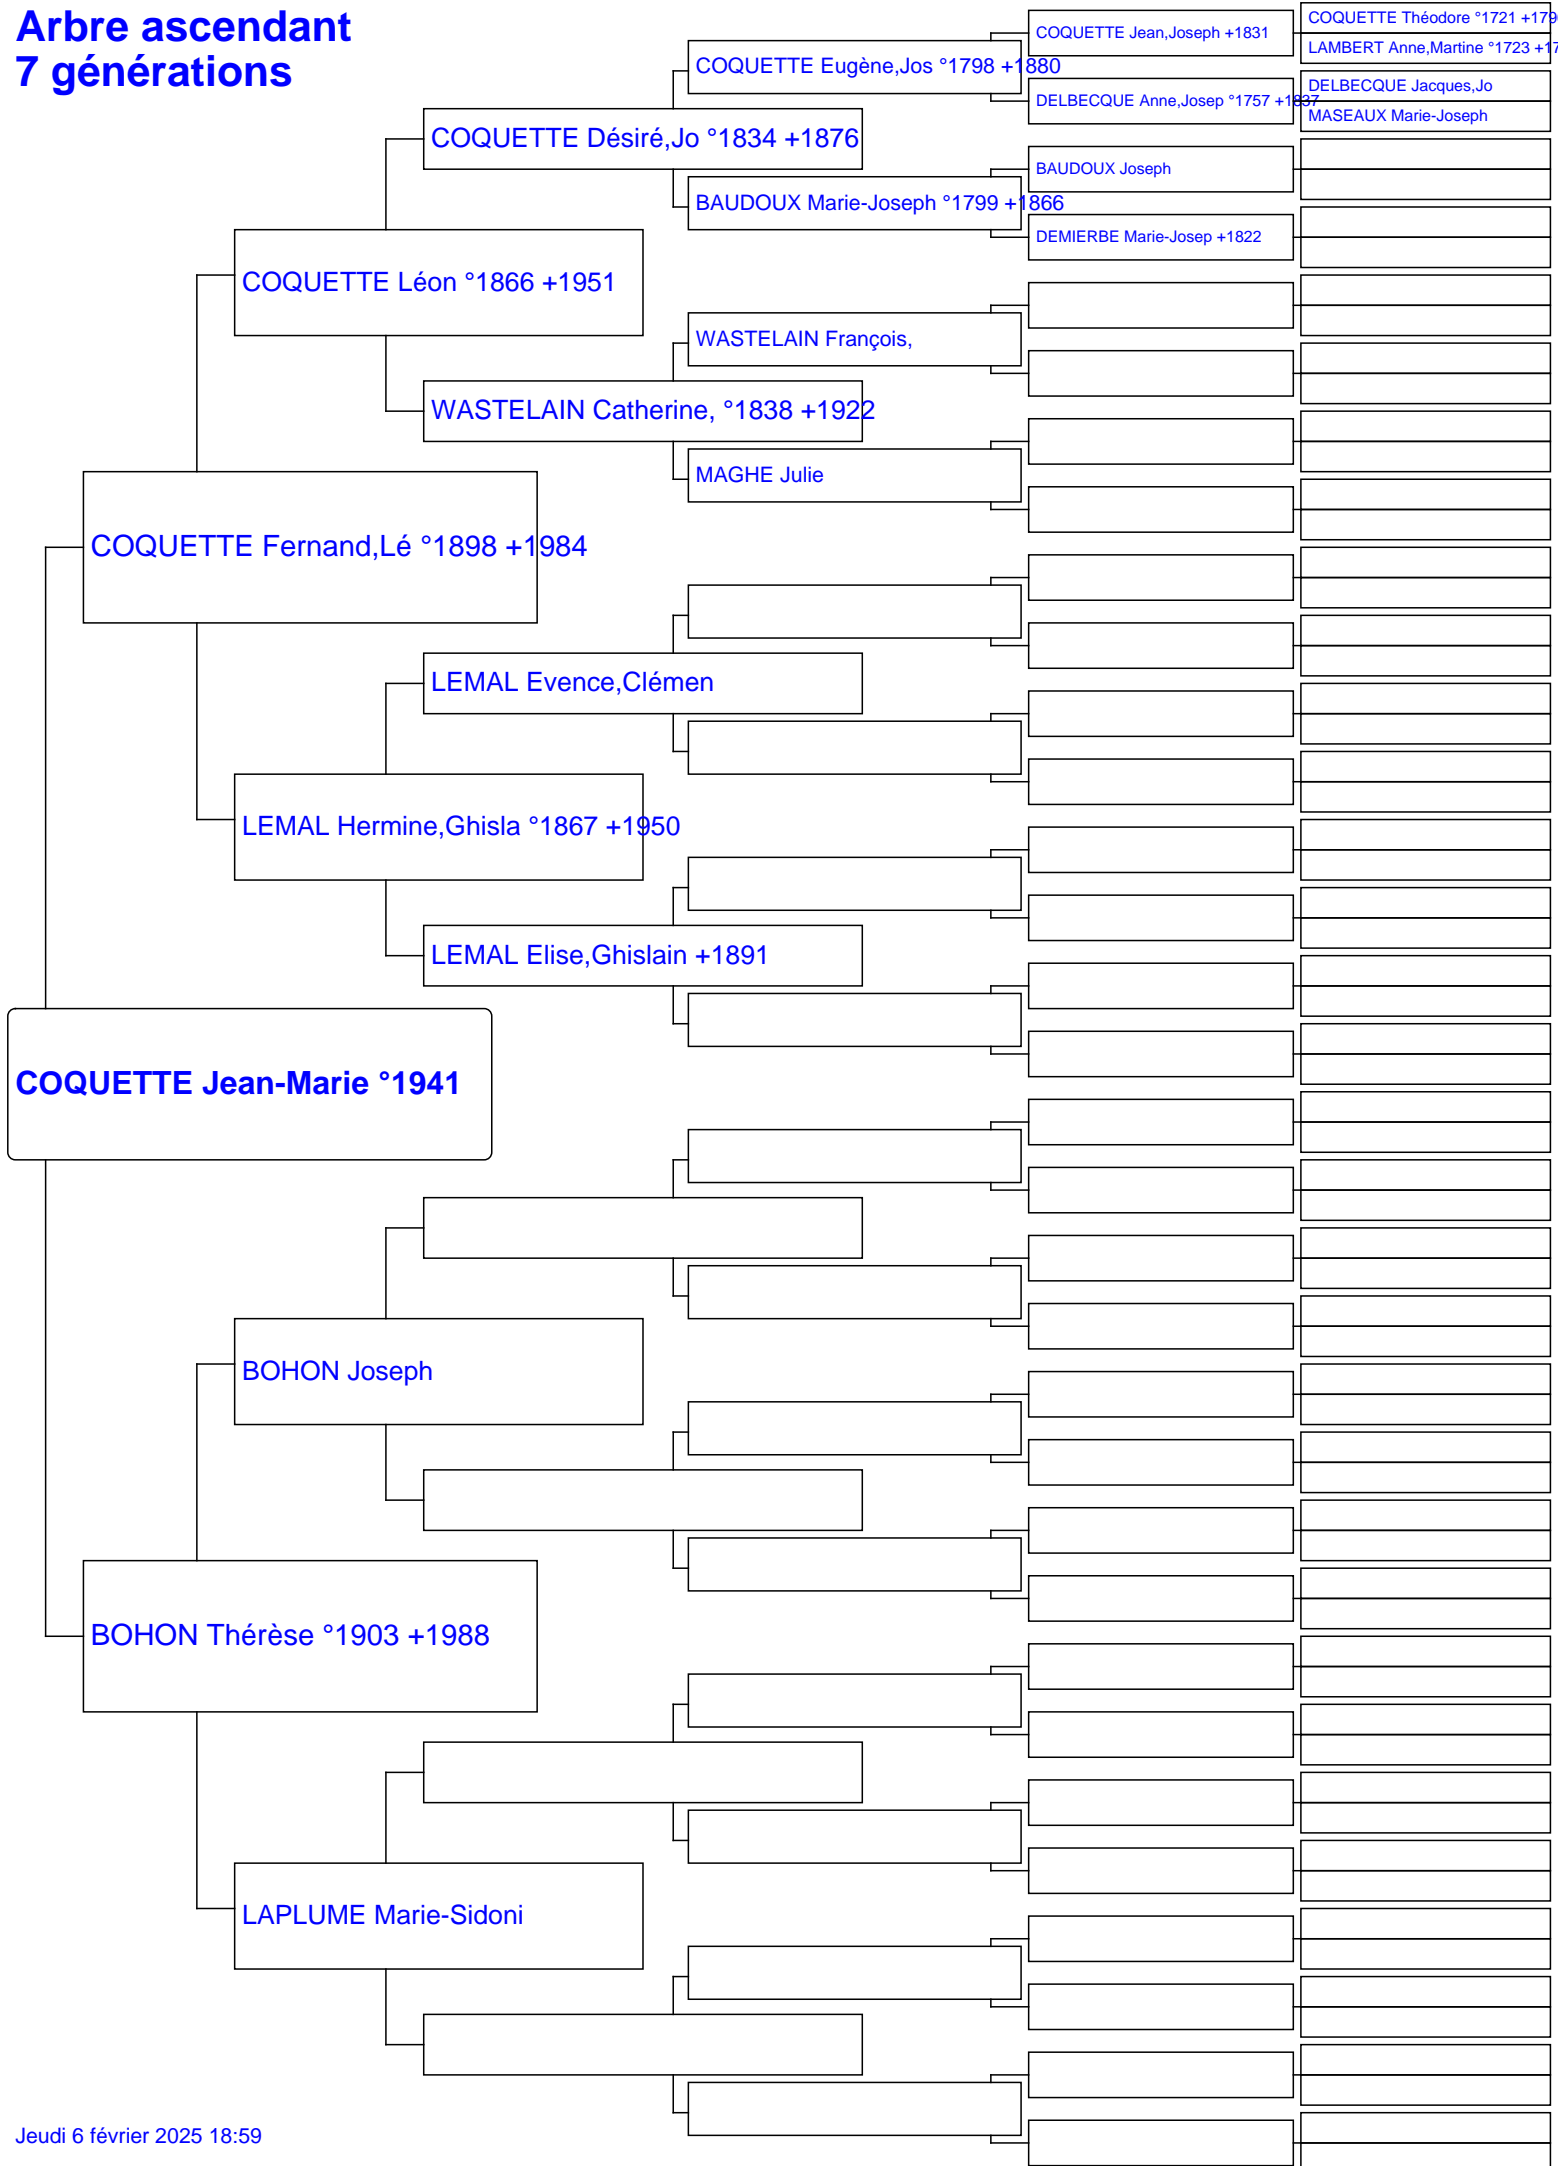 Arbre ascendant
7 générations
COQUETTE Jean,Joseph +1831
COQUETTE Théodore °1721
LAMBERT Anne,Martine °1723
COQUETTE Eugène,Jos °1798 +1880
DELBECQUE Anne,Josep °1757 +1837
DELBECQUE Jacques,Jo
MASEAUX Marie-Joseph
COQUETTE Désiré,Jo °1834 +1876
BAUDOUX Joseph
BAUDOUX Marie-Joseph °1799 +1866
DEMIERBE Marie-Josep +1822
COQUETTE Léon °1866 +1951
WASTELAIN François,
WASTELAIN Catherine, °1838 +1922
MAGHE Julie
COQUETTE Fernand,Lé °1898 +1984
LEMAL Evence,Clémen
LEMAL Hermine,Ghisla °1867 +1950
LEMAL Elise,Ghislain +1891
COQUETTE Jean-Marie °1941
BOHON Joseph
BOHON Thérèse °1903 +1988
LAPLUME Marie-Sidoni
Jeudi 6 février 2025 18:59